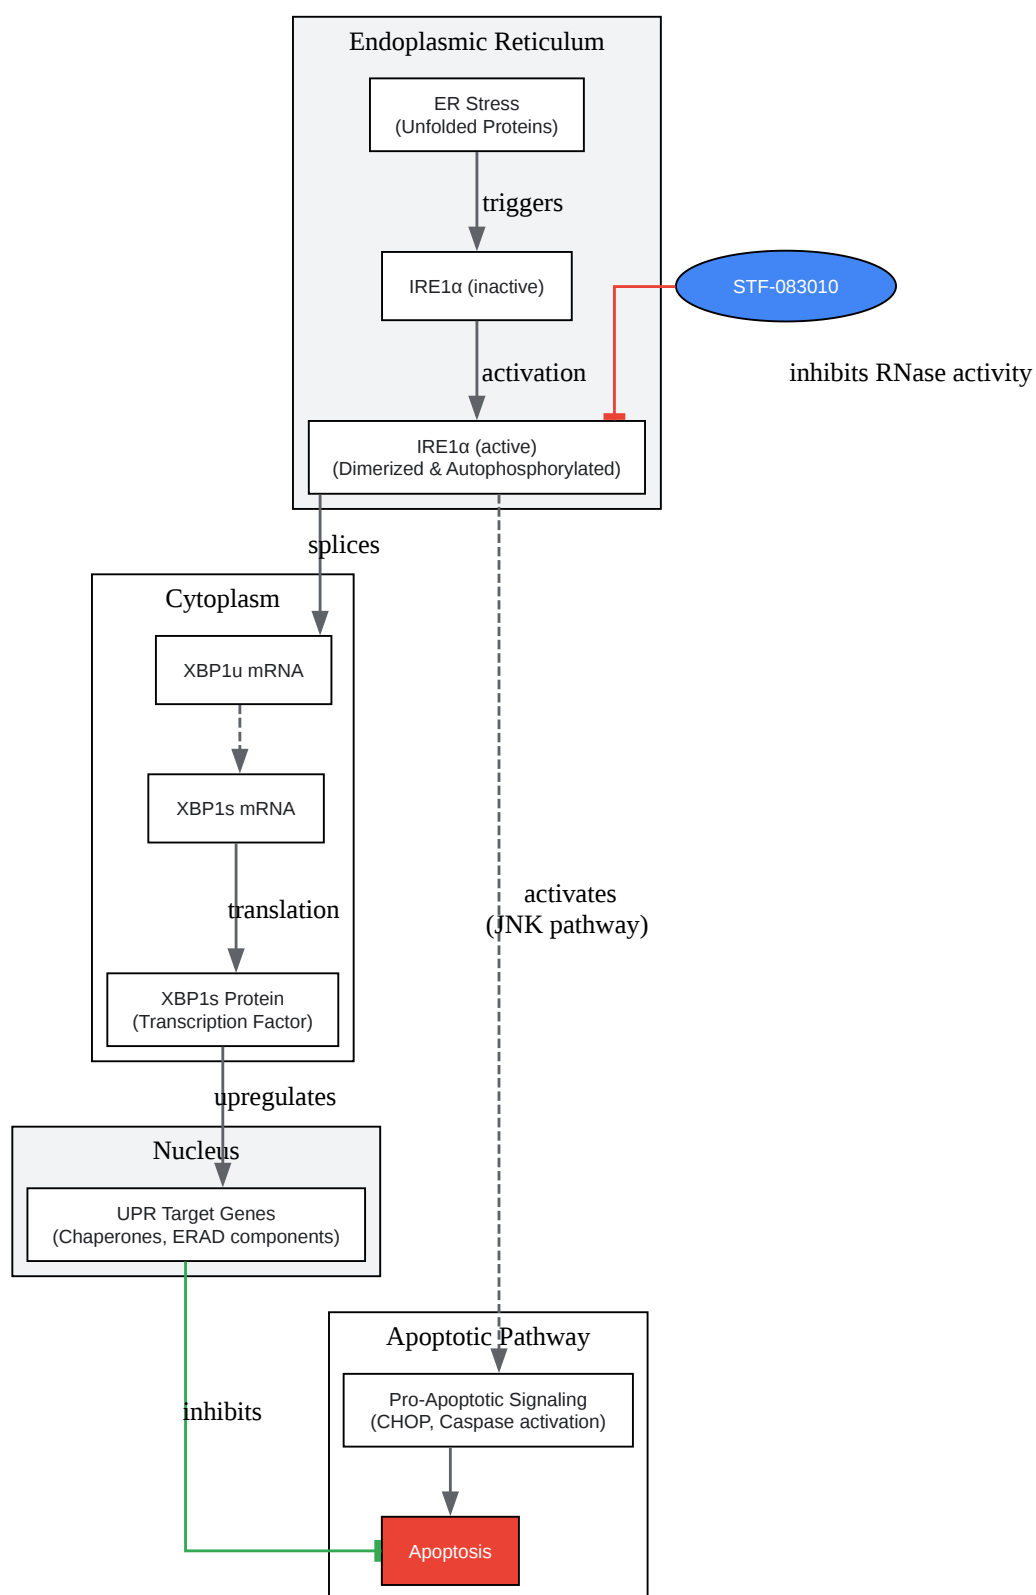 Endoplasmic Reticulum
ER Stress
(Unfolded Proteins)
triggers
IRE1α (inactive)
STF-083010
activation
inhibits RNase activity
IRE1α (active)
(Dimerized & Autophosphorylated)
splices
Cytoplasm
XBP1u mRNA
XBP1s mRNA
translation
activates
(JNK pathway)
XBP1s Protein
(Transcription Factor)
upregulates
Nucleus
UPR Target Genes
(Chaperones, ERAD components)
Apoptotic Pathway
Pro-Apoptotic Signaling
(CHOP, Caspase activation)
inhibits
Apoptosis